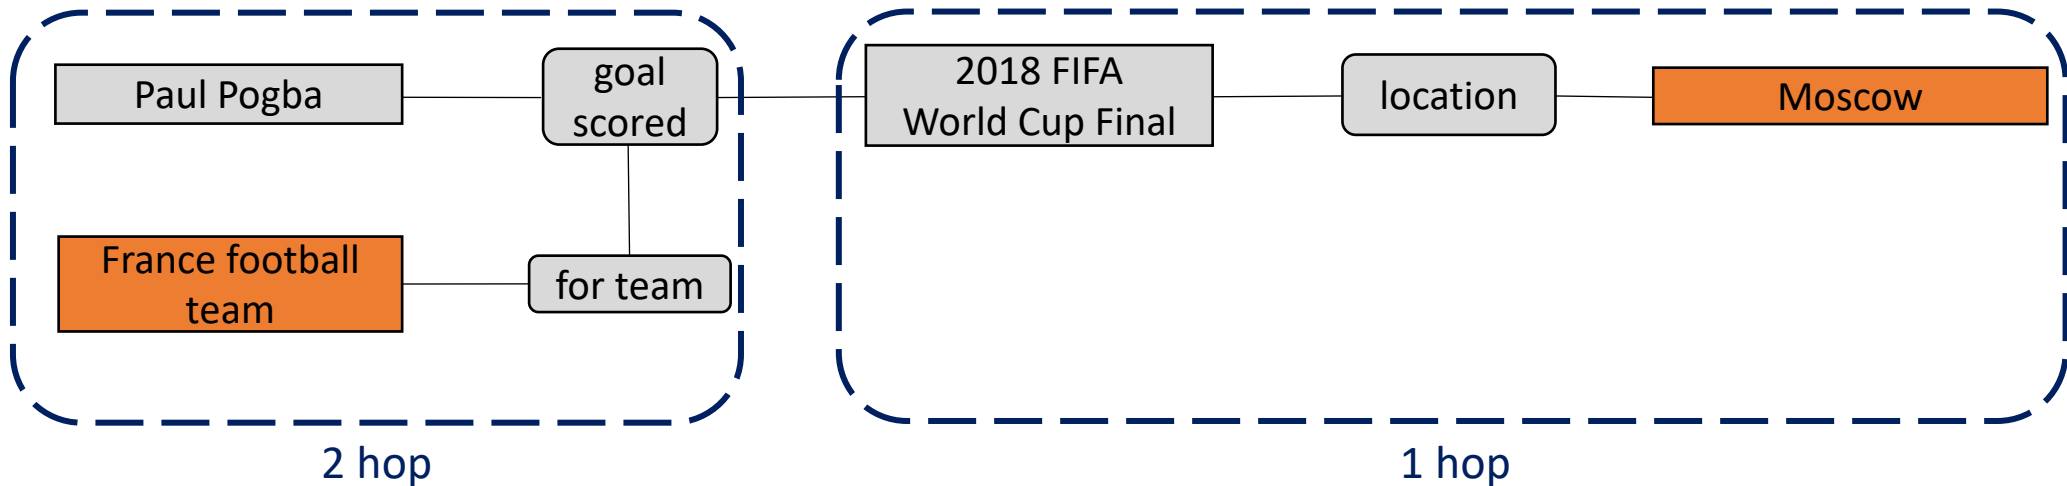 Paul Pogba
goal
scored
2018 FIFA
World Cup Final
location
Moscow
France football
team
for team
2 hop
1 hop